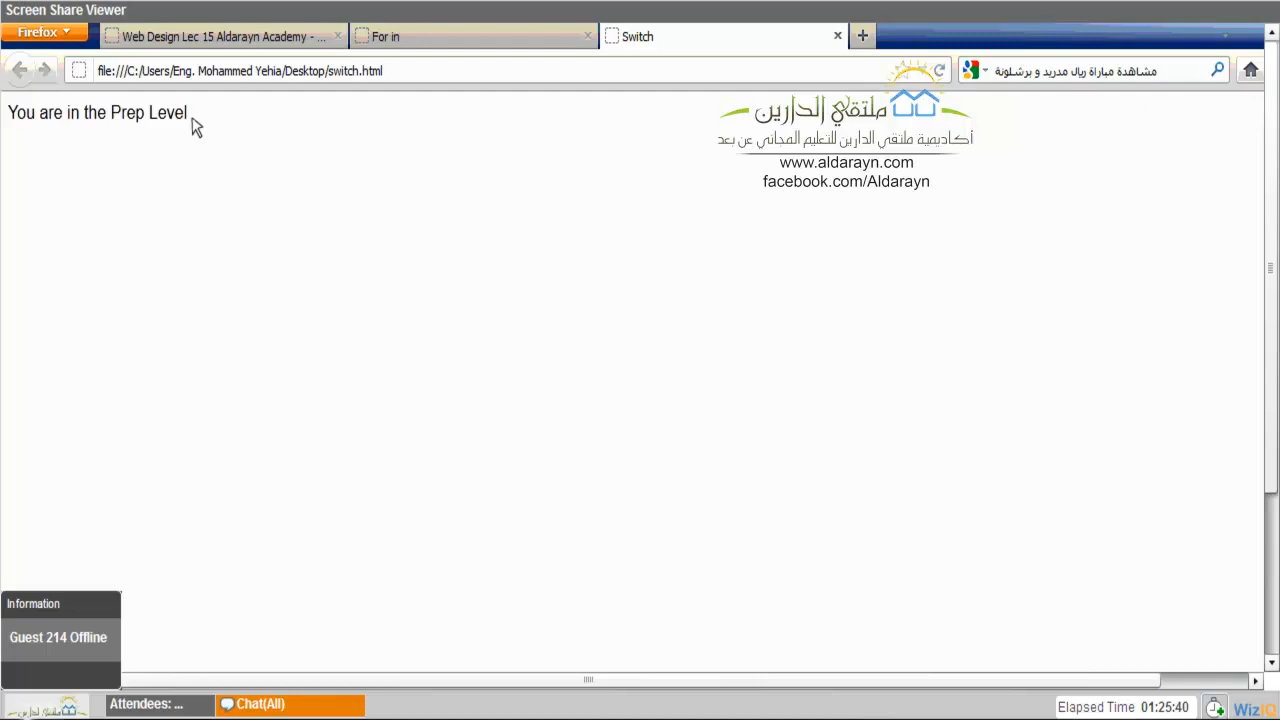 Screen Share Viewer
Firefox
Web Design Lec 15 Aldarayn Academy - ...
For in
Switch
file:///C:/Users/Eng. Mohammed Yehia/Desktop/switch.html
مشاهدة مباراة ريال مدريد و برشلونة
You are in the Prep Level
ملتقي الدارين
أكاديمية ملتقي الدارين للتعليم المجاني عن بعد
www.aldarayn.com
facebook.com/Aldarayn
Information
Guest 214 Offline
Attendees: ...
Chat(All)
Elapsed Time 01:25:40
WizIQ